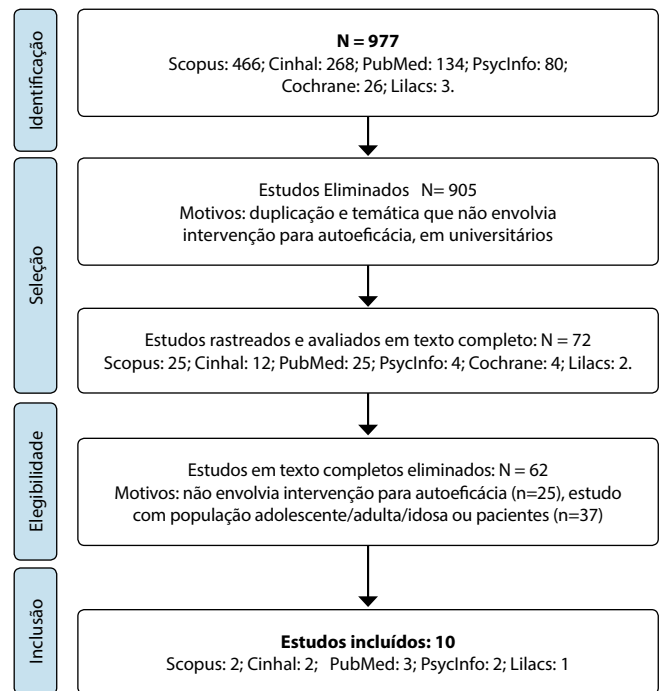 Identificação
N = 977
Scopus: 466; Cinhal: 268; PubMed: 134; PsycInfo: 80;
Cochrane: 26; Lilacs: 3.
Seleção
Estudos Eliminados N= 905
Motivos: duplicação e temática que não envolvia
intervenção para autoeficácia, em universitários
Estudos rastreados e avaliados em texto completo: N = 72
Scopus: 25; Cinhal: 12; PubMed: 25; PsycInfo: 4; Cochrane: 4; Lilacs: 2.
Elegibilidade
Estudos em texto completos eliminados: N = 62
Motivos: não envolvia intervenção para autoeficácia (n=25), estudo
com população adolescente/adulta/idosa ou pacientes (n=37)
Inclusão
Estudos incluídos: 10
Scopus: 2; Cinhal: 2; PubMed: 3; PsycInfo: 2; Lilacs: 1